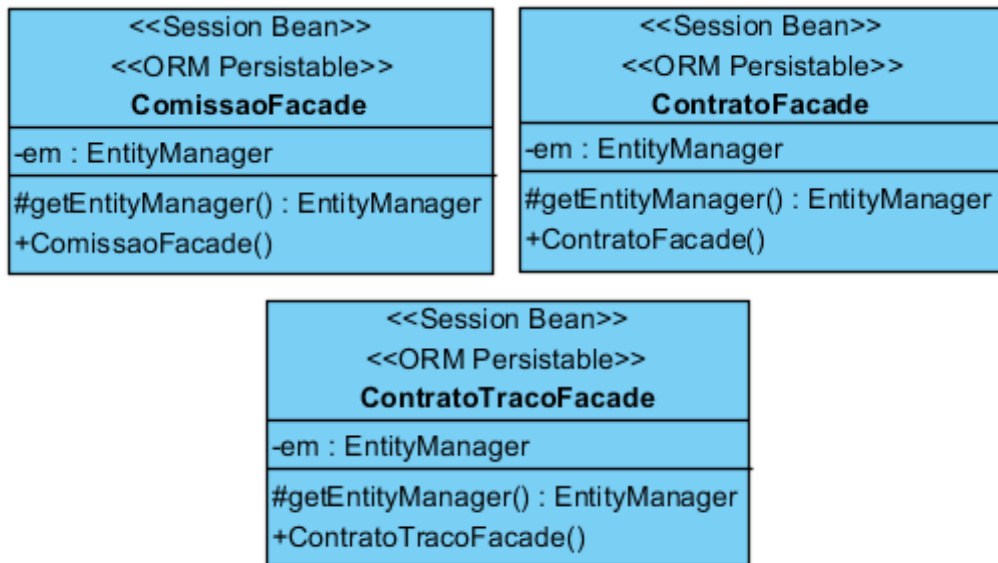 <<Session Bean>>
<<ORM Persistable>>
ComissaoFacade
-em : EntityManager
#getEntityManager() : EntityManager
+ComissaoFacade()
<<Session Bean>>
<<ORM Persistable>>
ContratoFacade
-em : EntityManager
#getEntityManager() : EntityManager
+ContratoFacade()
<<Session Bean>>
<<ORM Persistable>>
ContratoTracoFacade
-em : EntityManager
#getEntityManager() : EntityManager
+ContratoTracoFacade()